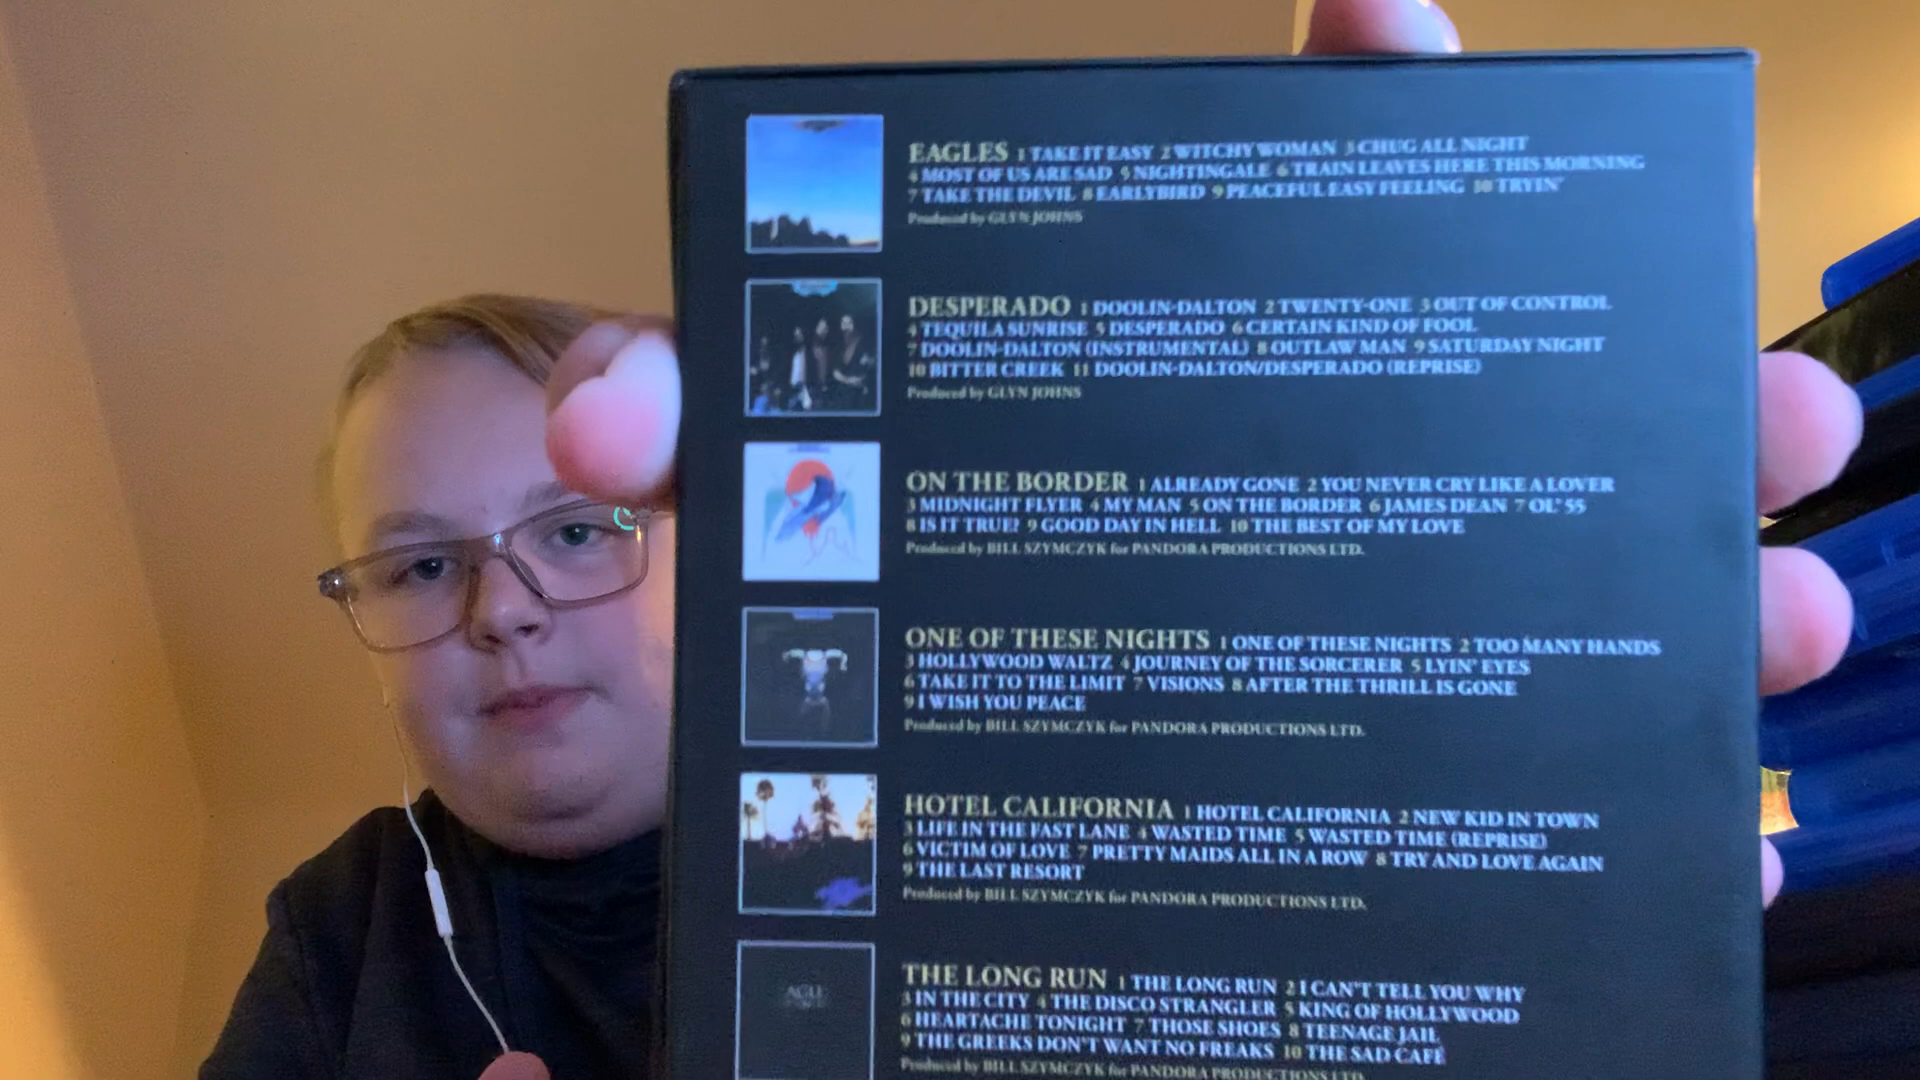 EAGLES 1 TAKE IT EASY 2 WITCHY WOMAN 3 CHUG ALL NIGHT
4 MOST OF US ARE SAD 5 NIGHTINGALE 6 TRAIN LEAVES HERE THIS MORNING
7 TAKE THE DEVIL 8 EARLYBIRD 9 PEACEFUL EASY FEELING 10 TRYIN'
Produced by GLYN JOHNS
DESPERADO 1 DOOLIN-DALTON 2 TWENTY-ONE 3 OUT OF CONTROL
4 TEQUILA SUNRISE 5 DESPERADO 6 CERTAIN KIND OF FOOL
7 DOOLIN-DALTON (INSTRUMENTAL) 8 OUTLAW MAN 9 SATURDAY NIGHT
10 BITTER CREEK 11 DOOLIN-DALTON/DESPERADO (REPRISE)
Produced by GLYN JOHNS
ON THE BORDER 1 ALREADY GONE 2 YOU NEVER CRY LIKE A LOVER
3 MIDNIGHT FLYER 4 MY MAN 5 ON THE BORDER 6 JAMES DEAN 7 OL' 55
8 IS IT TRUE? 9 GOOD DAY IN HELL 10 THE BEST OF MY LOVE
Produced by BILL SZYMCZYK for PANDORA PRODUCTIONS LTD.
ONE OF THESE NIGHTS 1 ONE OF THESE NIGHTS 2 TOO MANY HANDS
3 HOLLYWOOD WALTZ 4 JOURNEY OF THE SORCERER 5 LYIN' EYES
6 TAKE IT TO THE LIMIT 7 VISIONS 8 AFTER THE THRILL IS GONE
9 I WISH YOU PEACE
Produced by BILL SZYMCZYK for PANDORA PRODUCTIONS LTD.
HOTEL CALIFORNIA 1 HOTEL CALIFORNIA 2 NEW KID IN TOWN
3 LIFE IN THE FAST LANE 4 WASTED TIME 5 WASTED TIME (REPRISE)
6 VICTIM OF LOVE 7 PRETTY MAIDS ALL IN A ROW 8 TRY AND LOVE AGAIN
9 THE LAST RESORT
Produced by BILL SZYMCZYK for PANDORA PRODUCTIONS LTD.
THE LONG RUN 1 THE LONG RUN 2 I CAN'T TELL YOU WHY
3 IN THE CITY 4 THE DISCO STRANGLER 5 KING OF HOLLYWOOD
6 HEARTACHE TONIGHT 7 THOSE SHOES 8 TEENAGE JAIL
9 THE GREEKS DON'T WANT NO FREAKS 10 THE SAD CAFÉ
Produced by BILL SZYMCZYK for PANDORA PRODUCTIONS LTD.